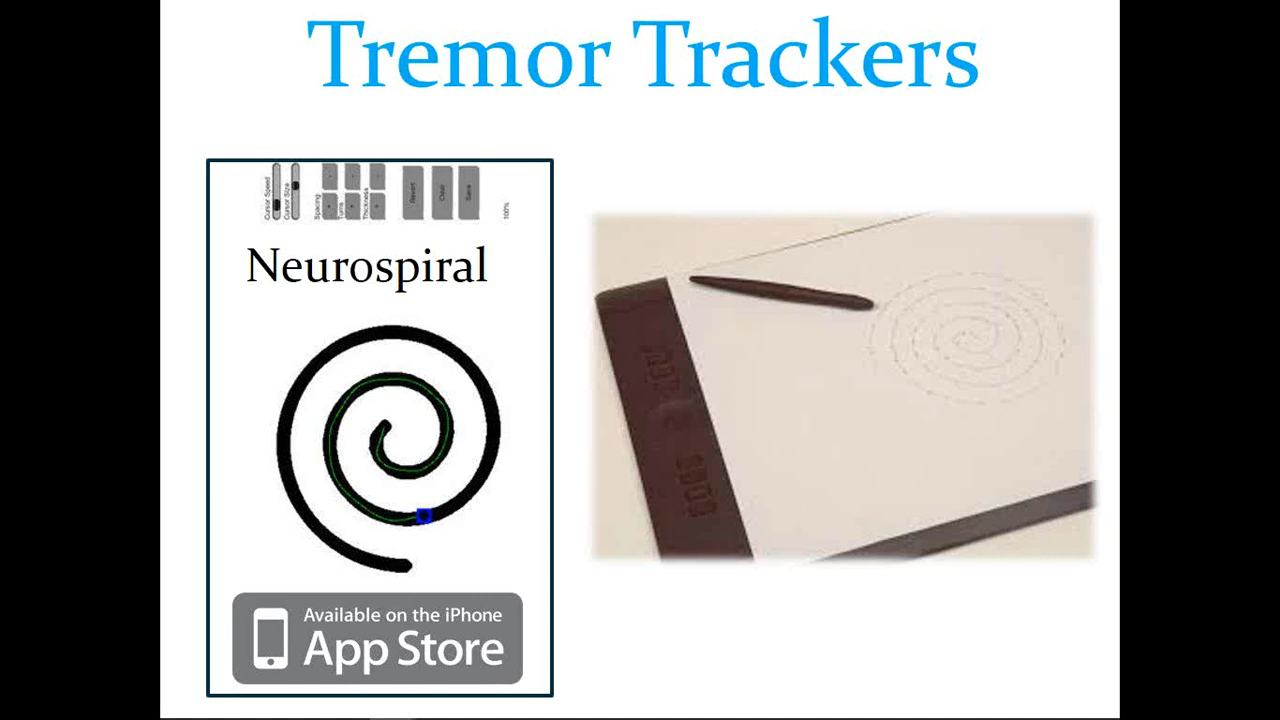 Tremor Trackers
Cursor Speed
Cursor Size
Spacing
Turns
Thickness
Revert
Clear
Save
100%
Neurospiral
Available on the iPhone
App Store